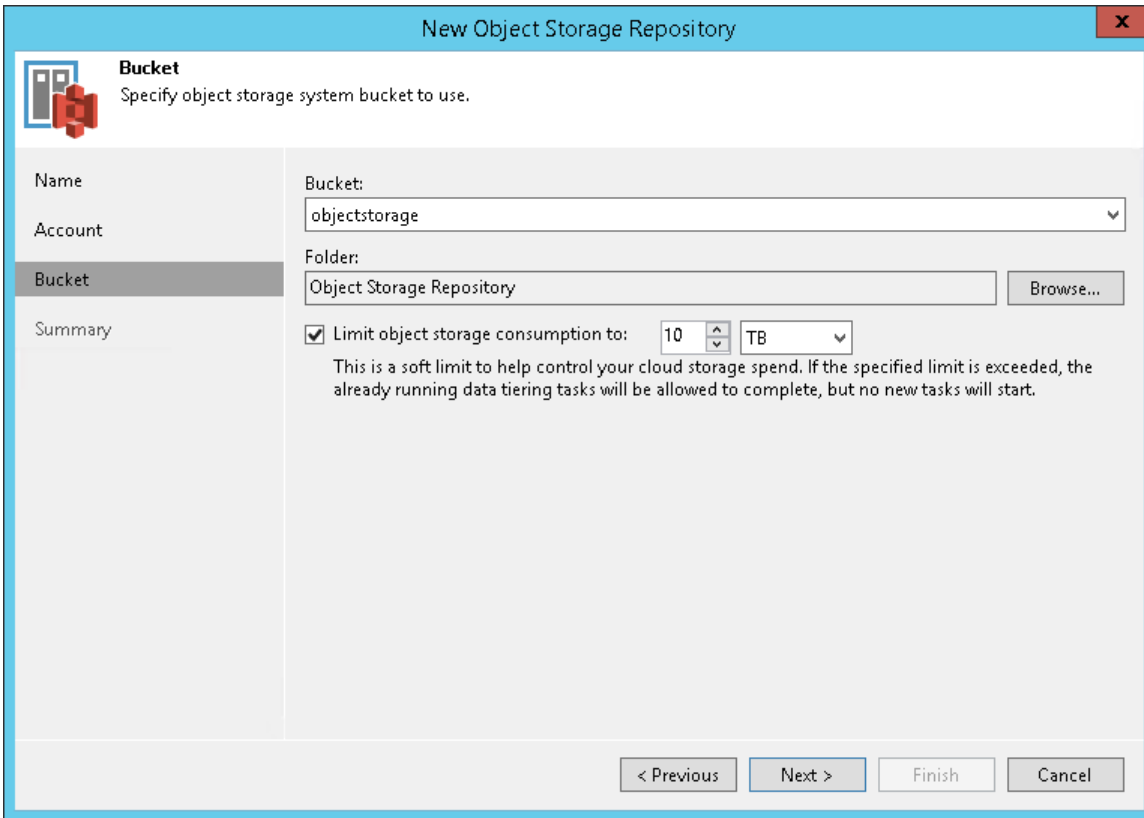 New Object Storage Repository
x
Bucket
Specify object storage system bucket to use.
Name
Account
Bucket
Summary
Bucket:
objectstorage
Folder:
Object Storage Repository
Browse...
Limit object storage consumption to: 10 TB
This is a soft limit to help control your cloud storage spend. If the specified limit is exceeded, the
already running data tiering tasks will be allowed to complete, but no new tasks will start.
< Previous Next > Finish Cancel